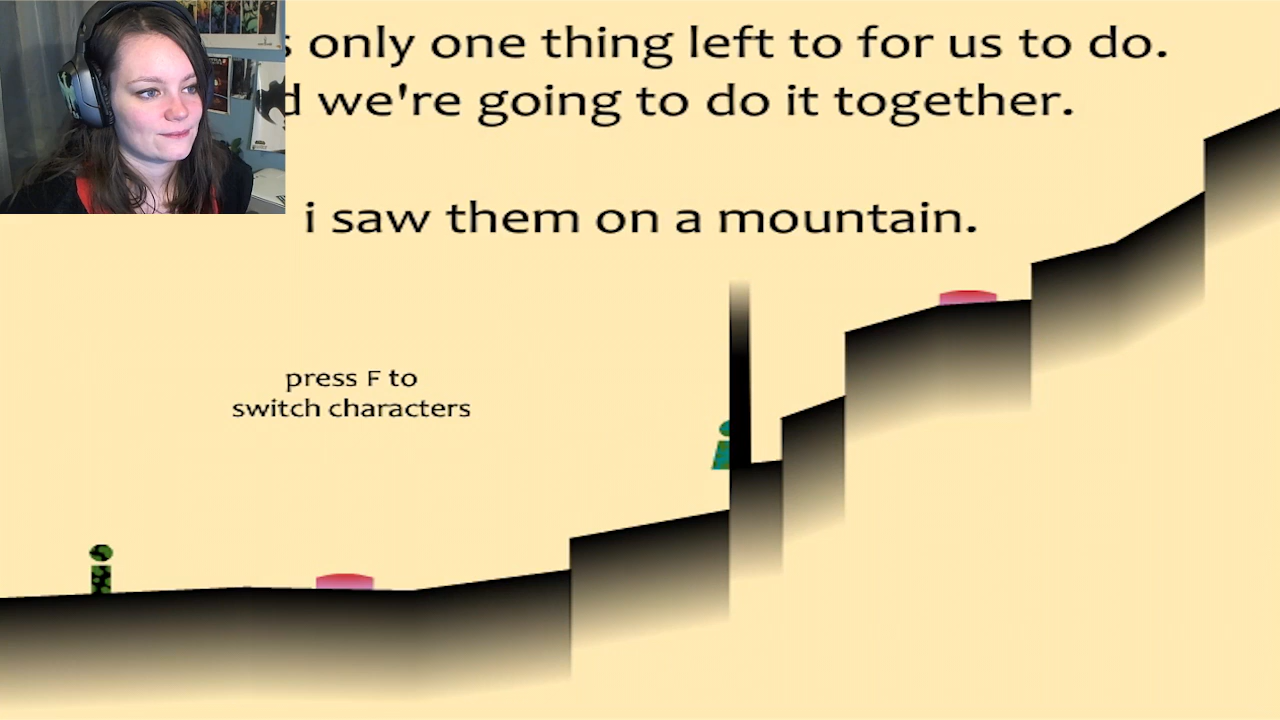 only one thing left to for us to do.
we're going to do it together.
i saw them on a mountain.
press F to
switch characters